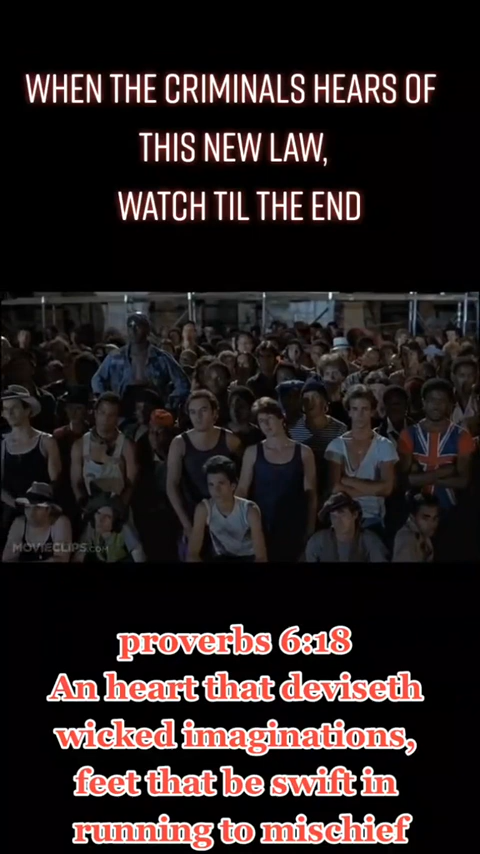 WHEN THE CRIMINALS HEARS OF
THIS NEW LAW,
WATCH TIL THE END
MOVIECLIPS.COM
proverbs 6:18
An heart that deviseth
wicked imaginations,
feet that be swift in
running to mischief